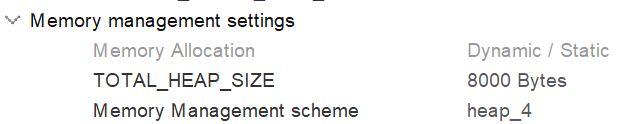 Memory management settings
Memory Allocation Dynamic / Static
TOTAL_HEAP_SIZE 8000 Bytes
Memory Management scheme heap_4